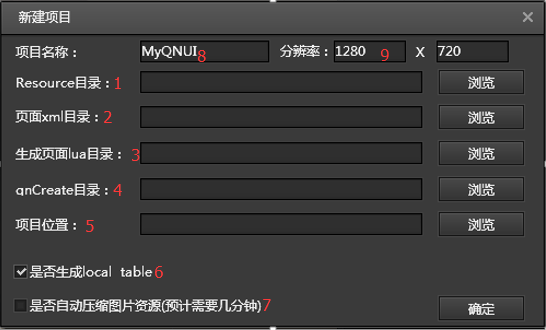 新建项目
项目名称： MyQNUI 8 分辨率：1280 9 X 720
Resource目录：1 浏览
页面xml目录：2 浏览
生成页面lua目录：3 浏览
qnCreate目录：4 浏览
项目位置：5 浏览
是否生成local table 6
是否自动压缩图片资源(预计需要几分钟) 7 确定